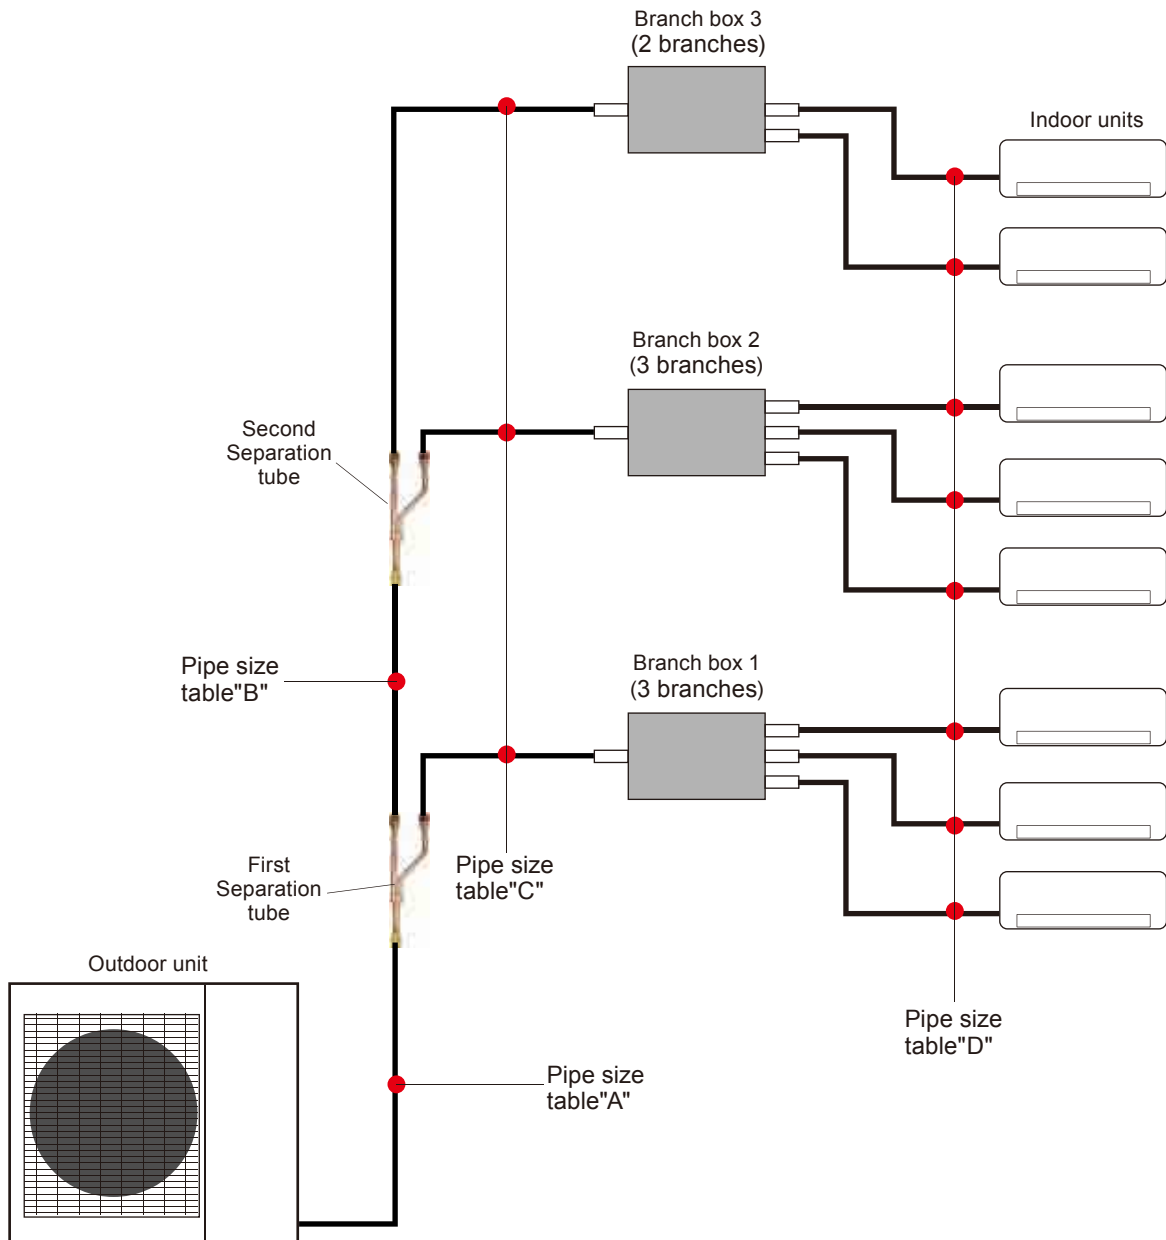 Branch box 3
(2 branches)
Indoor units
Branch box 2
(3 branches)
Second
Separation
tube
Pipe size
table"B"
Branch box 1
(3 branches)
First
Separation
tube
Pipe size
table"C"
Outdoor unit
Pipe size
table"D"
Pipe size
table"A"